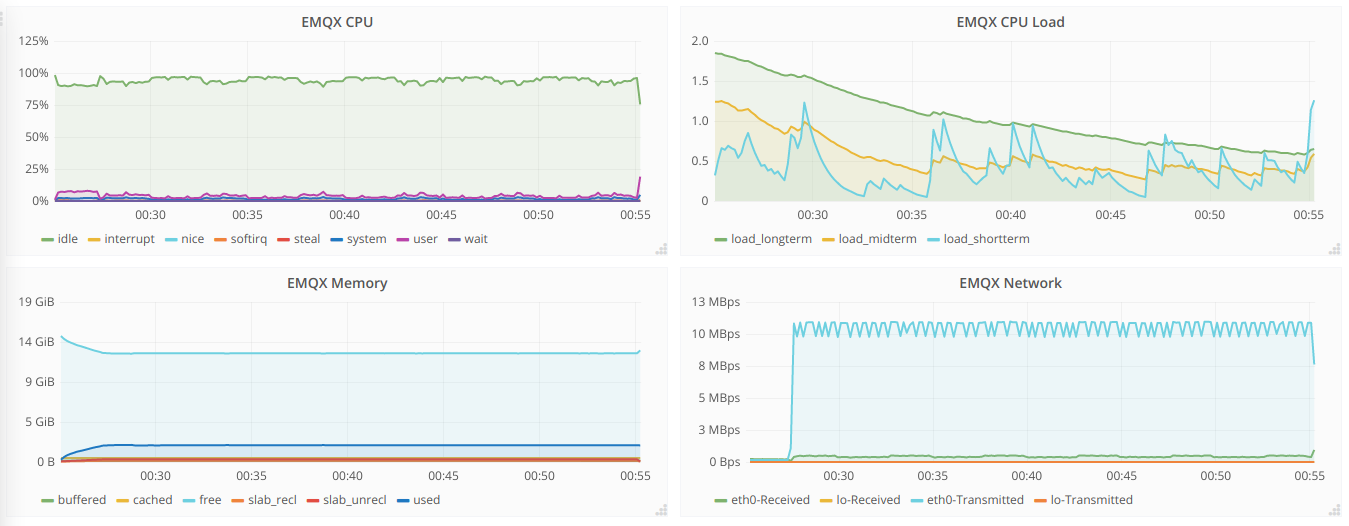 EMQX CPU
125%
100%
75%
50%
25%
0%
00:30 00:35 00:40 00:45 00:50 00:55
idle interrupt nice softirq steal system user wait
EMQX CPU Load
2.0
1.5
1.0
0.5
0
00:30 00:35 00:40 00:45 00:50 00:55
load_longterm load_midterm load_shortterm
EMQX Memory
19 GiB
14 GiB
9 GiB
5 GiB
0 B
00:30 00:35 00:40 00:45 00:50 00:55
buffered cached free slab_recl slab_unrecl used
EMQX Network
13 MBps
10 MBps
8 MBps
5 MBps
3 MBps
0 Bps
00:30 00:35 00:40 00:45 00:50 00:55
eth0-Received lo-Received eth0-Transmitted lo-Transmitted